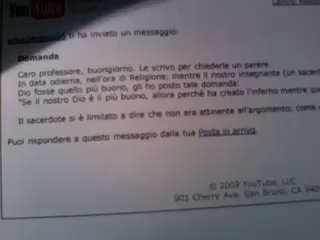 YouTube
ti ha inviato un messaggio:
Domanda
Caro professore, buongiorno. Le scrivo per chiederle un parere.
In data odierna, nell'ora di Religione, mentre il nostro insegnante (un sacerd
Dio fosse quello più buono, gli ho posto tale domanda:
"Se il nostro Dio è il più buono, allora perchè ha creato l'inferno mentre que
Il sacerdote si è limitato a dire che non era attinente all'argomento; come
Puoi rispondere a questo messaggio dalla tua Posta in arrivo.
© 2009 YouTube, LLC
901 Cherry Ave, San Bruno, CA 940